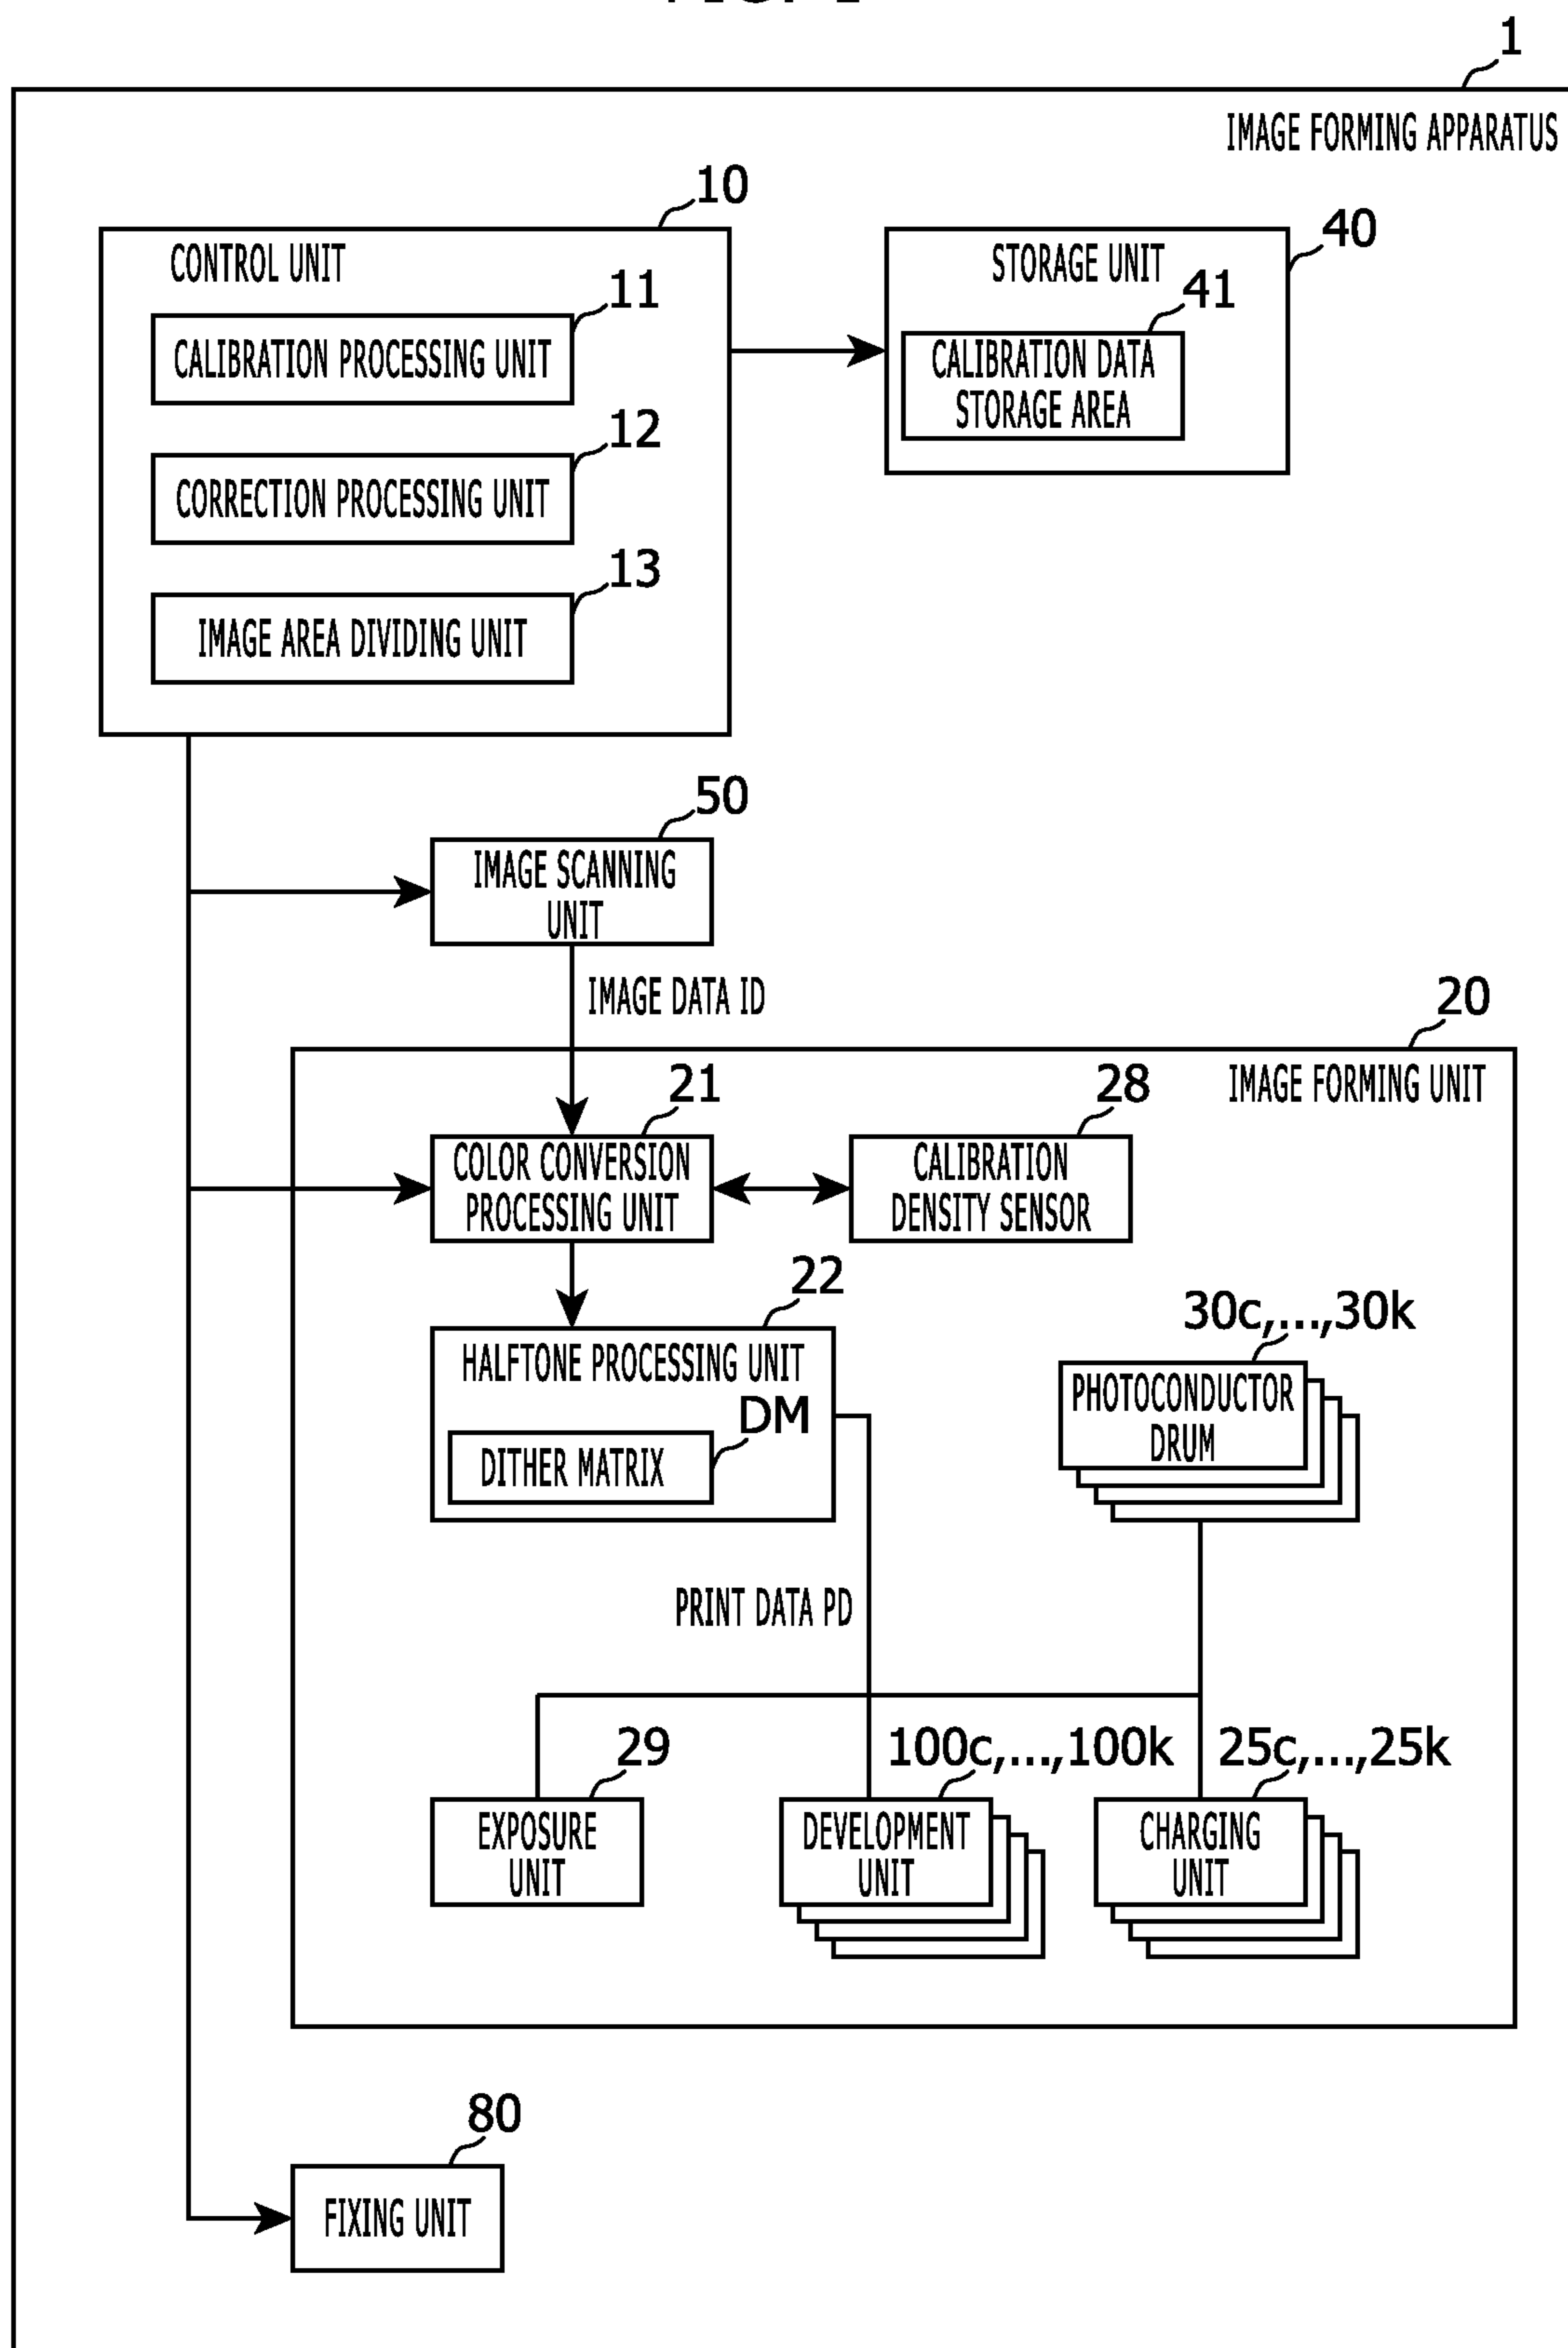 1
IMAGE FORMING APPARATUS
10
CONTROL UNIT
11
CALIBRATION PROCESSING UNIT
12
CORRECTION PROCESSING UNIT
13
IMAGE AREA DIVIDING UNIT
40
STORAGE UNIT
41
CALIBRATION DATA
STORAGE AREA
50
IMAGE SCANNING
UNIT
IMAGE DATA ID
20
IMAGE FORMING UNIT
21
COLOR CONVERSION
PROCESSING UNIT
28
CALIBRATION
DENSITY SENSOR
22
HALFTONE PROCESSING UNIT
DM
DITHER MATRIX
30c,...,30k
PHOTOCONDUCTOR
DRUM
PRINT DATA PD
29
EXPOSURE
UNIT
100c,...,100k
DEVELOPMENT
UNIT
25c,...,25k
CHARGING
UNIT
80
FIXING UNIT